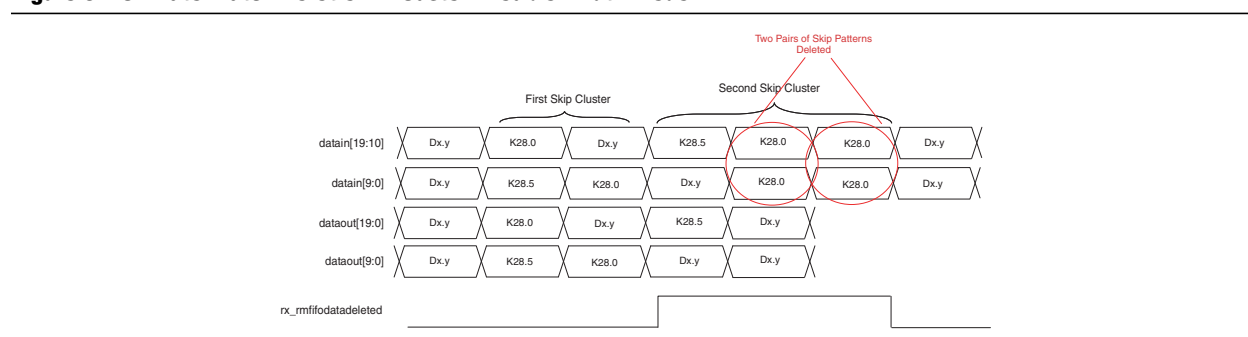 Two Pairs of Skip Patterns
Deleted
First Skip Cluster
Second Skip Cluster
datain[19:10] Dx.y K28.0 Dx.y K28.5 K28.0 K28.0 Dx.y
datain[9:0] Dx.y K28.5 K28.0 Dx.y K28.0 K28.0 Dx.y
dataout[19:0] Dx.y K28.0 Dx.y K28.5 Dx.y
dataout[9:0] Dx.y K28.5 K28.0 Dx.y Dx.y
rx_rmfifodatadeleted